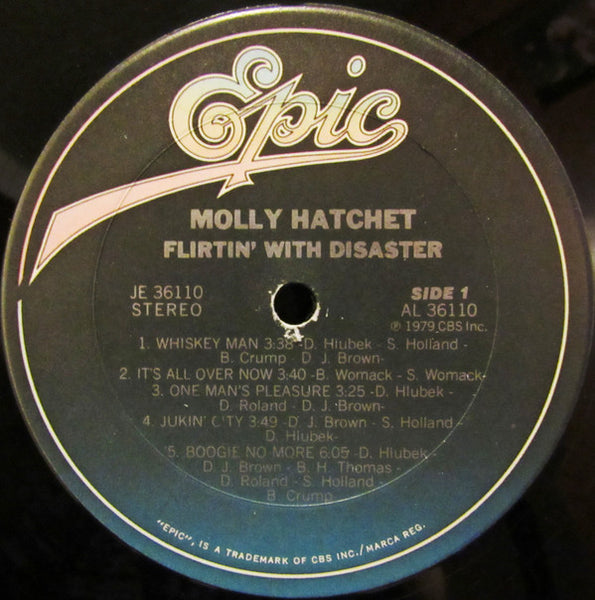 Epic
MOLLY HATCHET
FLIRTIN' WITH DISASTER
JE 36110
STEREO
SIDE 1
AL 36110
℗ 1979 CBS Inc.
1. WHISKEY MAN 3:38 -D. Hlubek - S. Holland -
B. Crump - D. J. Brown-
2. IT'S ALL OVER NOW 3:40 -B. Womack - S. Womack-
3. ONE MAN'S PLEASURE 3:25 -D. Hlubek -
D. Roland - D. J. Brown-
4. JUKIN' CITY 3:49 -D. J. Brown - S. Holland -
D. Hlubek-
5. BOOGIE NO MORE 6:05 -D. Hlubek -
D. J. Brown - B. H. Thomas -
D. Roland - S. Holland -
B. Crump-
"EPIC", IS A TRADEMARK OF CBS INC./MARCA REG.